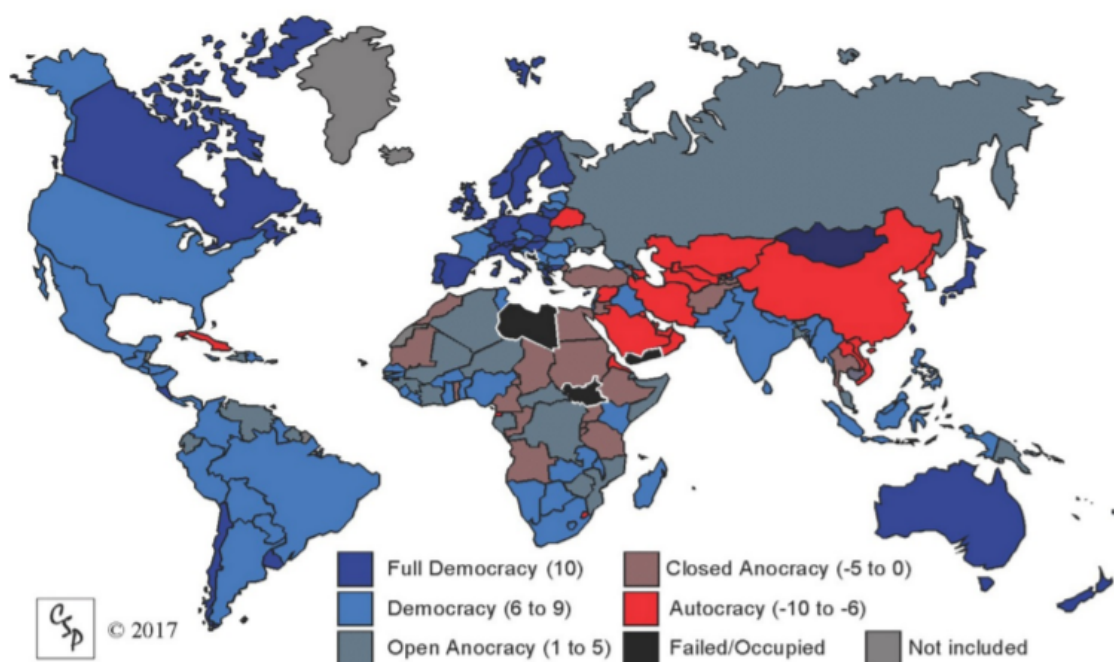 Full Democracy (10)
Democracy (6 to 9)
Open Anocracy (1 to 5)
Closed Anocracy (-5 to 0)
Autocracy (-10 to -6)
Failed/Occupied
Not included
CSP
© 2017